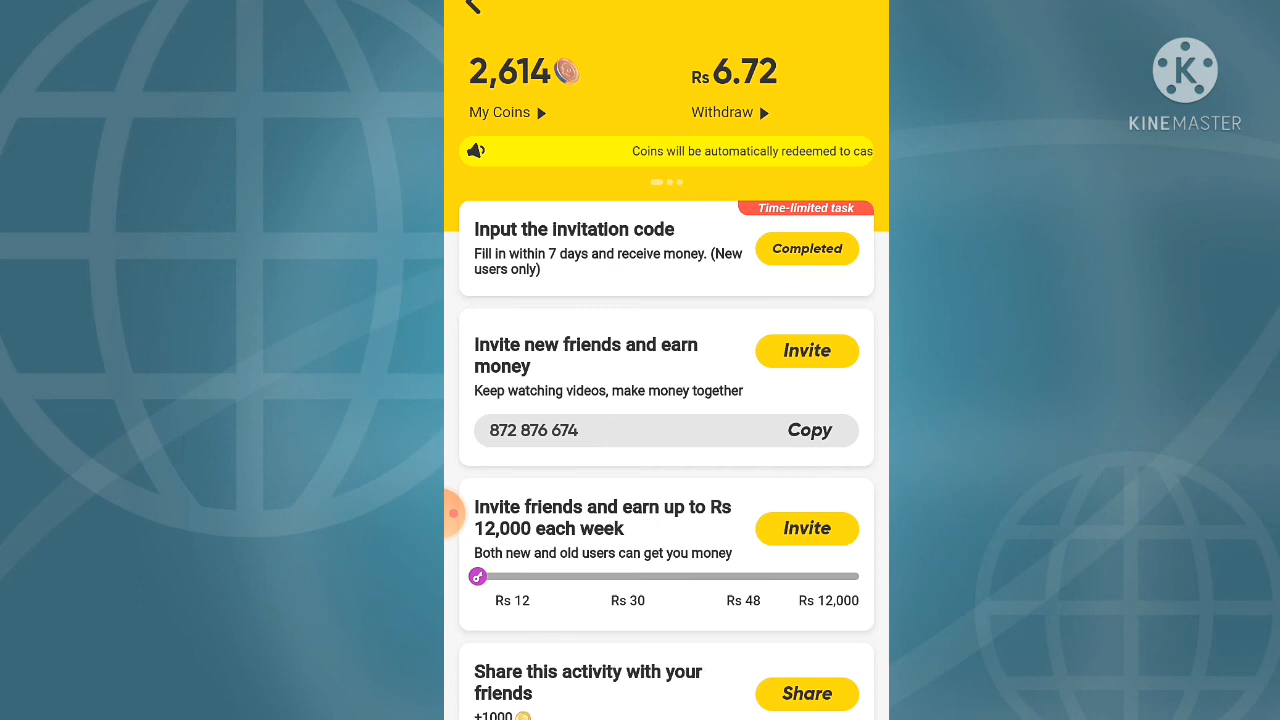 2,614
Rs 6.72
My Coins
Withdraw
Coins will be automatically redeemed to cas
Time-limited task
Input the invitation code
Fill in within 7 days and receive money. (New
users only)
Completed
Invite new friends and earn
money
Invite
Keep watching videos, make money together
872 876 674
Copy
Invite friends and earn up to Rs
12,000 each week
Invite
Both new and old users can get you money
Rs 12
Rs 30
Rs 48
Rs 12,000
Share this activity with your
friends
Share
+1000
K
KINEMASTER